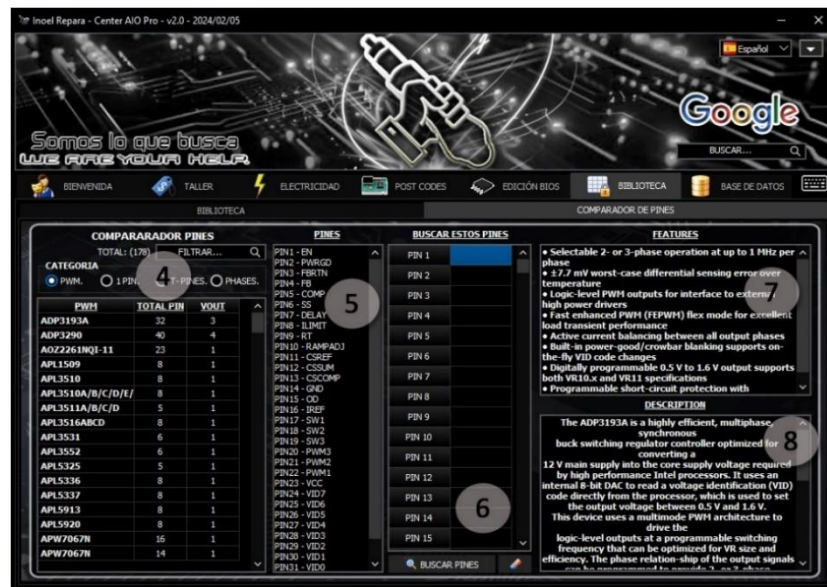 Inoel Repara - Center AIO Pro - v2.0 - 2024/02/05
Español
Somos lo que busca
WE ARE YOUR HELP.
Google
BUSCAR...
BIENVENIDA
TALLER
ELECTRICIDAD
POST CODES
EDICIÓN BIOS
BIBLIOTECA
BASE DE DATOS
BIBLIOTECA
COMPARADOR DE PINES
COMPARARADOR PINES
TOTAL: (178)
FILTRAR...
CATEGORIA
PWM.
1 PIN
4
T- PINES.
PHASES.
PWM TOTAL PIN VOUT
ADP3193A 32 3
ADP3290 40 4
AOZ2261NQI-11 23 1
APL1509 8 1
APL3510 8 1
APL3510A/B/C/D/E/ 8 1
APL3511A/B/C/D 5 1
APL3516ABCD 8 1
APL3531 6 1
APL3552 6 1
APL5325 5 1
APL5336 8 1
APL5337 8 1
APL5913 8 1
APL5920 8 1
APW7067N 16 1
APW7067N 14 1
PINES
PIN1 - EN
PIN2 - PWRGD
PIN3 - FBRTN
PIN4 - FB
PIN5 - COMP
PIN6 - SS
PIN7 - DELAY
PIN8 - ILIMIT
PIN9 - RT
PIN10 - RAMPADJ
PIN11 - CSREF
PIN12 - CSSUM
PIN13 - CSCOMP
PIN14 - GND
PIN15 - OD
PIN16 - IREF
PIN17 - SW1
PIN18 - SW2
PIN19 - SW3
PIN20 - PWM3
PIN21 - PWM2
PIN22 - PWM1
PIN23 - VCC
PIN24 - VID7
PIN25 - VID6
PIN26 - VID5
PIN27 - VID4
PIN28 - VID3
PIN29 - VID2
PIN30 - VID1
PIN31 - VID0
5
BUSCAR ESTOS PINES
PIN 1
PIN 2
PIN 3
PIN 4
PIN 5
PIN 6
PIN 7
PIN 8
PIN 9
PIN 10
PIN 11
PIN 12
PIN 13
PIN 14
PIN 15
6
BUSCAR PINES
FEATURES
• Selectable 2- or 3-phase operation at up to 1 MHz per
phase
• ±7.7 mV worst-case differential sensing error over
temperature
• Logic-level PWM outputs for interface to external
high power drivers
• Fast enhanced PWM (FEPWM) flex mode for excellent
load transient performance
• Active current balancing between all output phases
• Built-in power-good/crowbar blanking supports on-
the-fly VID code changes
• Digitally programmable 0.5 V to 1.6 V output supports
both VR10.x and VR11 specifications
• Programmable short-circuit protection with
7
DESCRIPTION
The ADP3193A is a highly efficient, multiphase,
synchronous
buck switching regulator controller optimized for
converting a
12 V main supply into the core supply voltage required
by high performance Intel processors. It uses an
internal 8-bit DAC to read a voltage identification (VID)
code directly from the processor, which is used to set
the output voltage between 0.5 V and 1.6 V.
This device uses a multimode PWM architecture to
drive the
logic-level outputs at a programmable switching
frequency that can be optimized for VR size and
efficiency. The phase relation-ship of the output signals
can be programmed to provide 2- or 3-phase
8